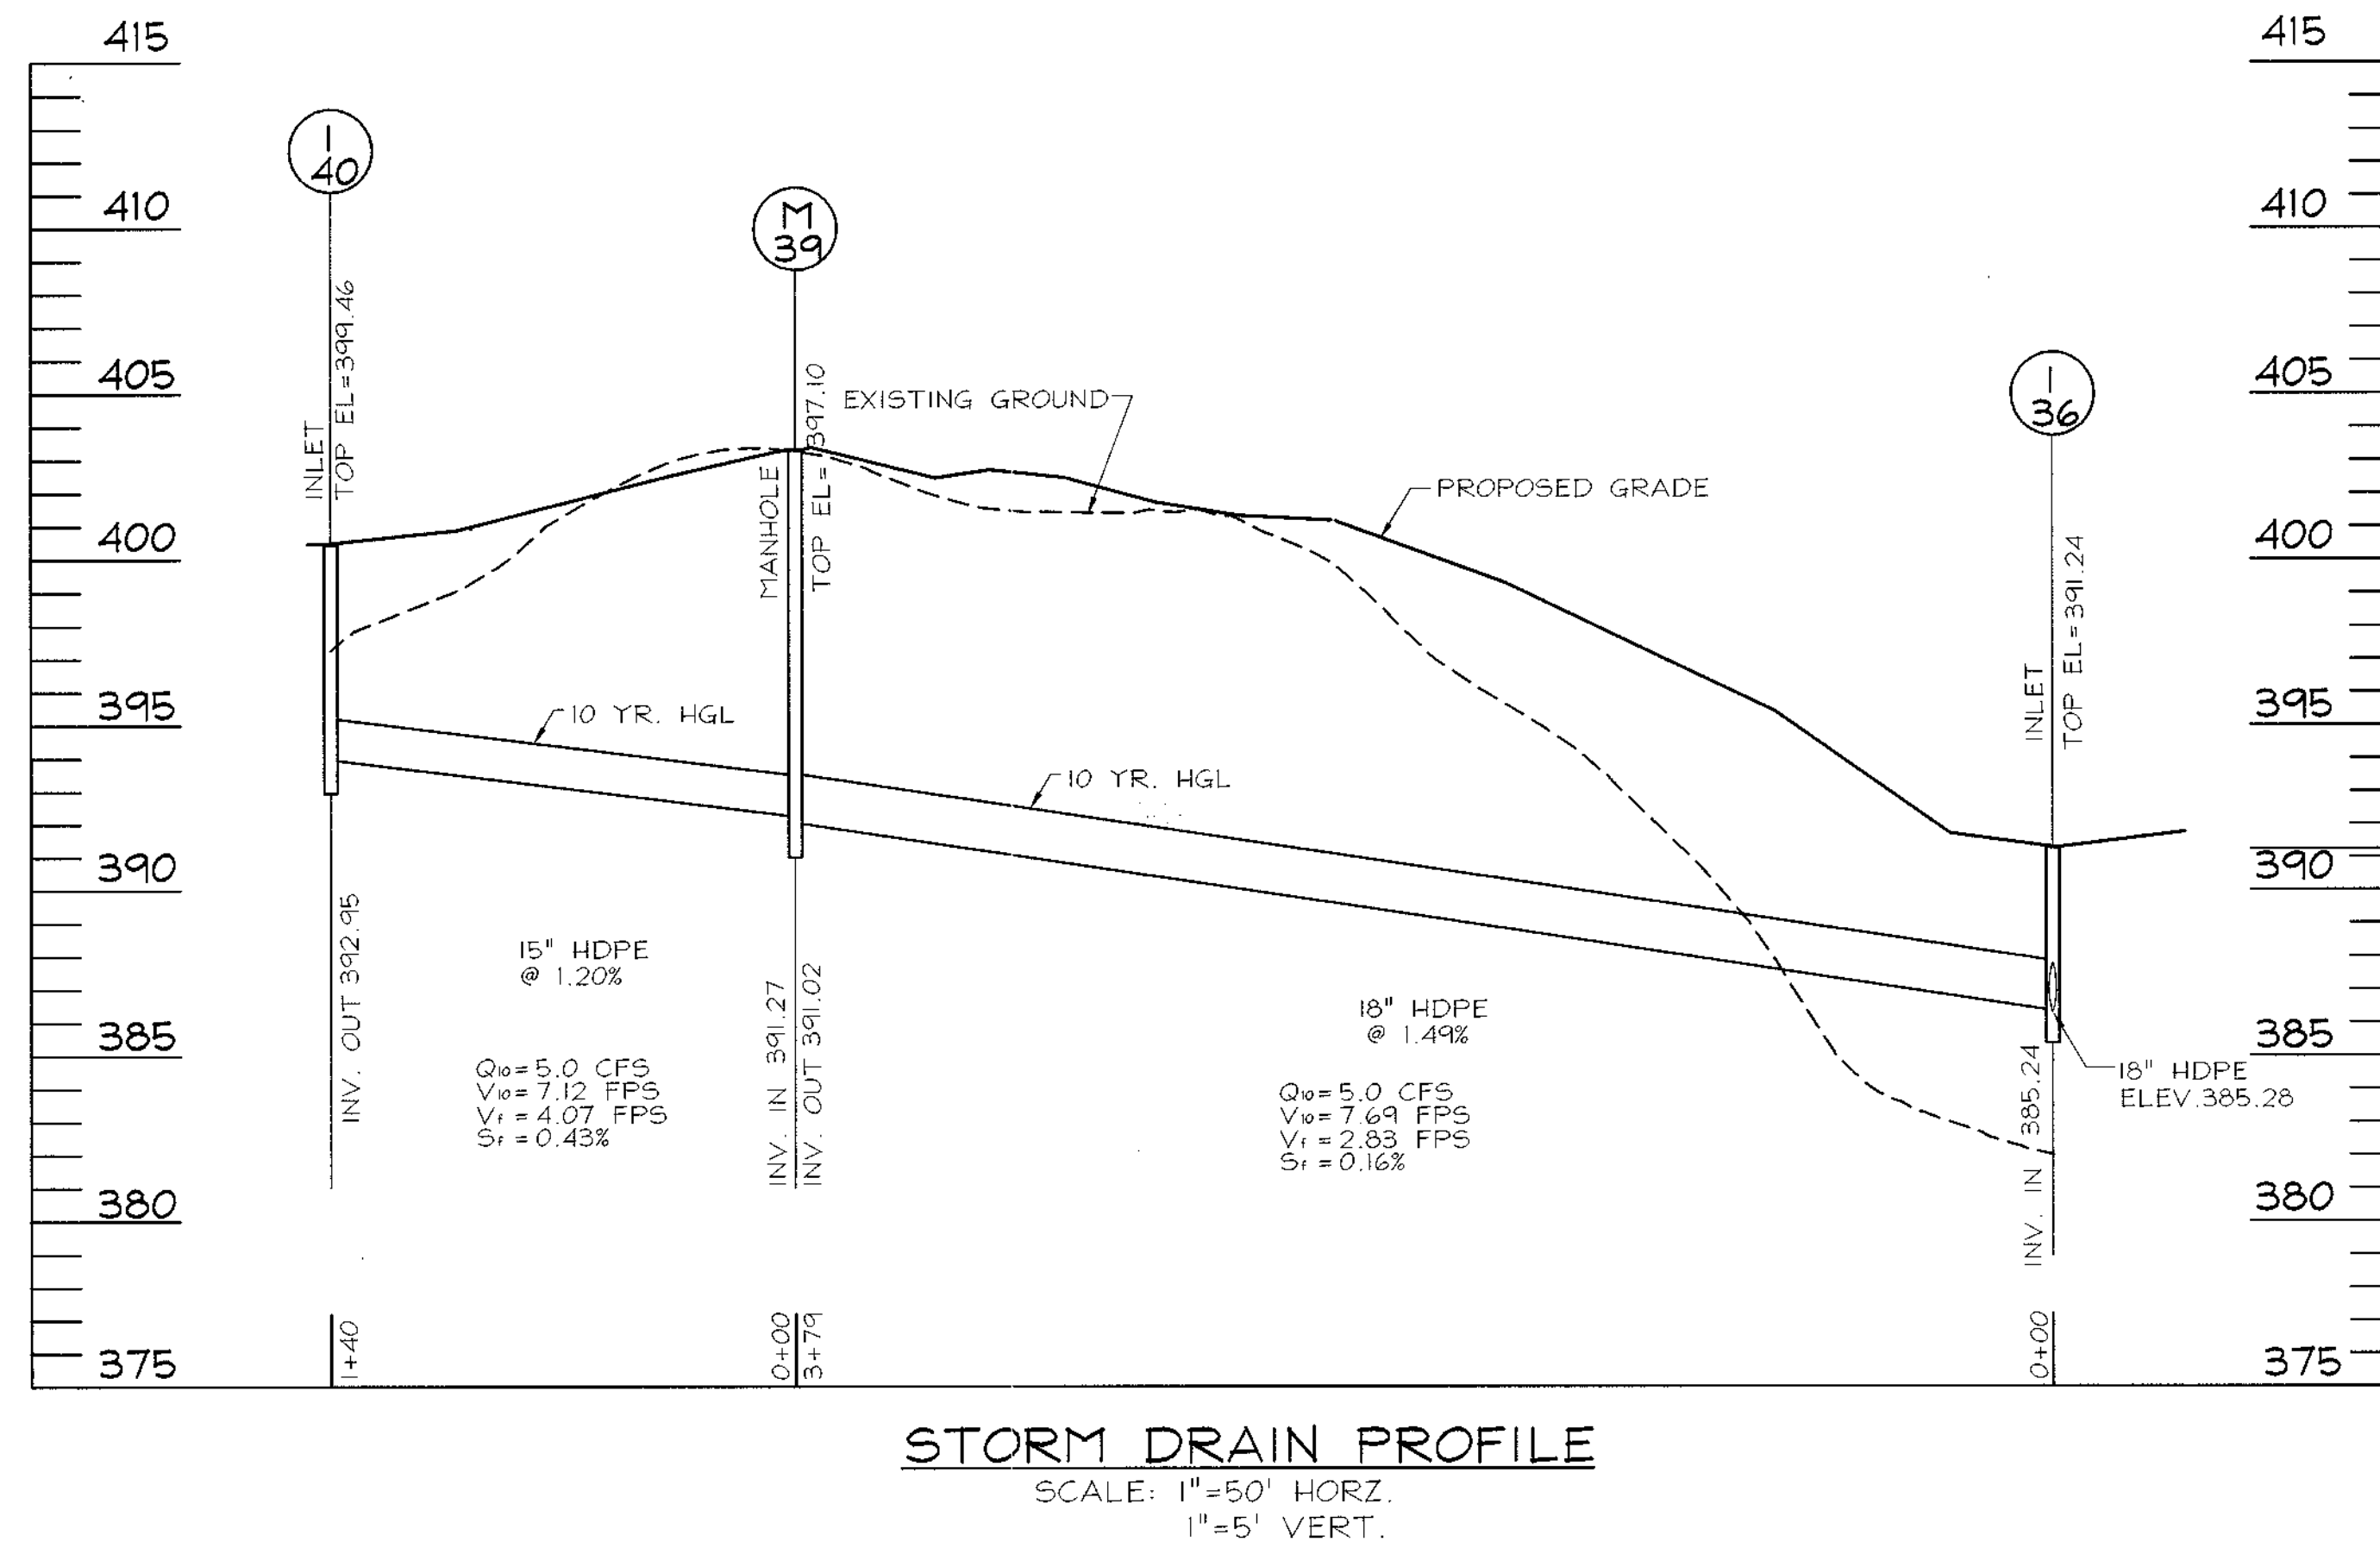 415
410
405
400
395
390
385
380
375
415
410
405
400
395
390
385
380
375
I
40
INLET
TOP EL=399.46
INV. OUT 392.95
1+40
M
39
MANHOLE
TOP EL=397.10
INV. IN 391.27
INV. OUT 391.02
0+00
3+79
I
36
INLET
TOP EL=391.24
INV. IN 385.24
0+00
EXISTING GROUND
PROPOSED GRADE
10 YR. HGL
10 YR. HGL
15" HDPE
@ 1.20%
Q10=5.0 CFS
V10=7.12 FPS
Vf=4.07 FPS
Sf=0.43%
18" HDPE
@ 1.49%
Q10=5.0 CFS
V10=7.69 FPS
Vf=2.83 FPS
Sf=0.16%
18" HDPE
ELEV.385.28
STORM DRAIN PROFILE
SCALE: 1"=50' HORZ.
1"=5' VERT.